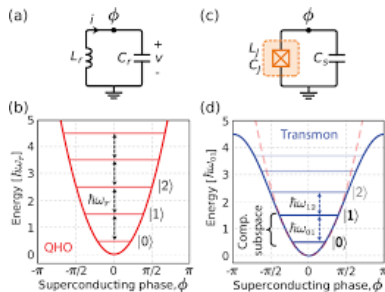 (a)
i
ϕ
L_r
C_r
+
v
-
(c)
ϕ
L_J
C_J
C_S
(b)
Energy [ħω_r]
5
4
3
2
1
0
ħω_r
|2⟩
|1⟩
|0⟩
QHO
-π
-π/2
0
π/2
π
Superconducting phase, ϕ
(d)
Energy [ħω_01]
5
4
3
2
1
0
Transmon
|2⟩
|1⟩
|0⟩
ħω_12
ħω_01
Comp.
subspace
-π
-π/2
0
π/2
π
Superconducting phase, ϕ